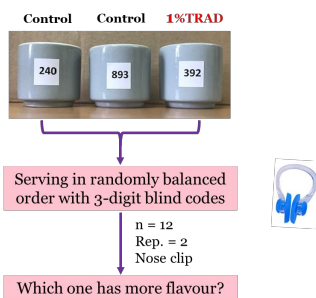 Control Control 1%TRAD
240 893 392
Serving in randomly balanced
order with 3-digit blind codes
n = 12
Rep. = 2
Nose clip
Which one has more flavour?